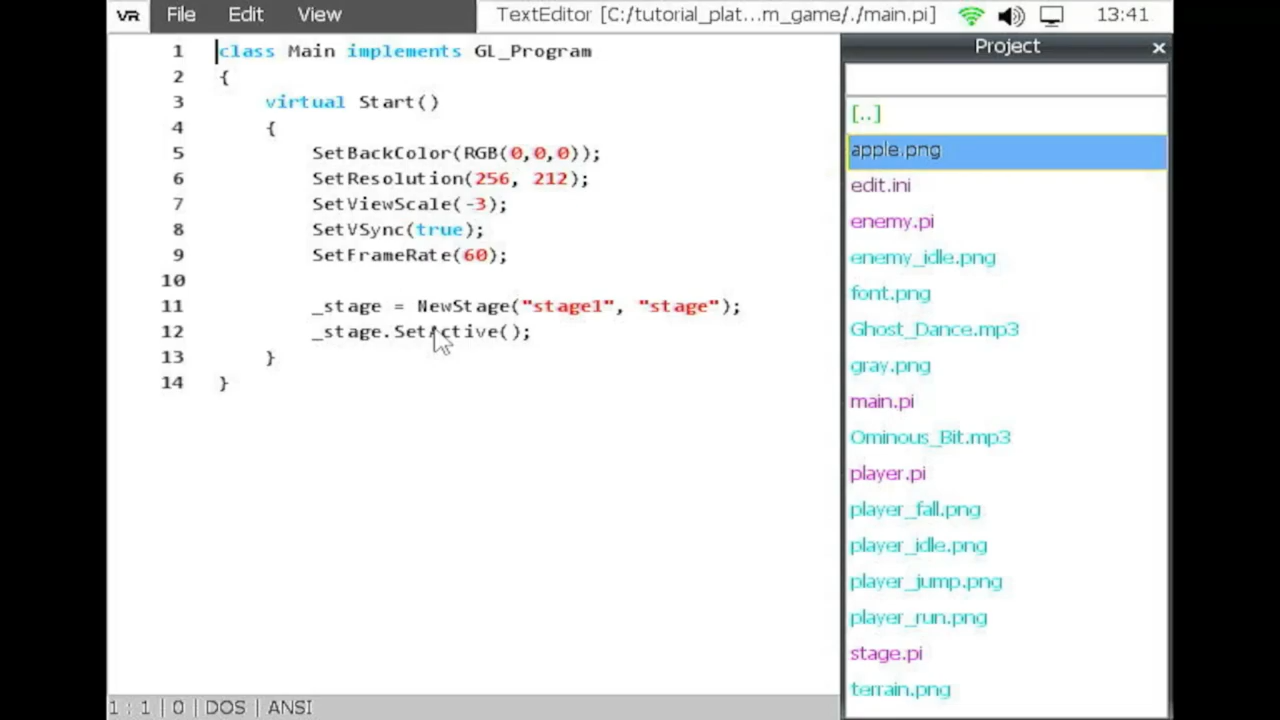 VR File Edit View TextEditor [C:/tutorial_plat...m_game/./main.pi] 13:41
1 class Main implements GL_Program
2 {
3 virtual Start()
4 {
5 SetBackColor(RGB(0,0,0));
6 SetResolution(256, 212);
7 SetViewScale(-3);
8 SetVSync(true);
9 SetFrameRate(60);
10
11 _stage = NewStage("stage1", "stage");
12 _stage.SetActive();
13 }
14 }
1 : 1 | 0 | DOS | ANSI
Project ×
[..]
apple.png
edit.ini
enemy.pi
enemy_idle.png
font.png
Ghost_Dance.mp3
gray.png
main.pi
Ominous_Bit.mp3
player.pi
player_fall.png
player_idle.png
player_jump.png
player_run.png
stage.pi
terrain.png